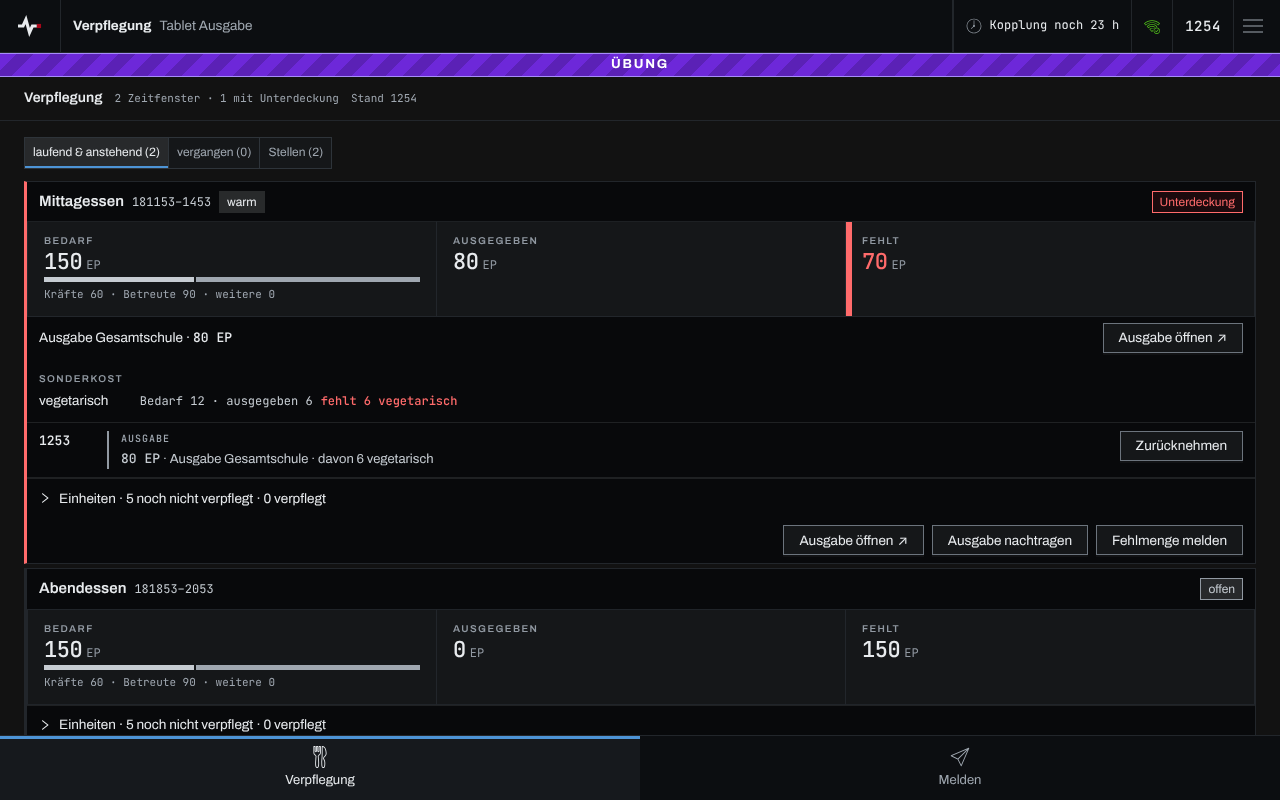 Verpflegung Tablet Ausgabe
Kopplung noch 23 h
1254
ÜBUNG
Verpflegung 2 Zeitfenster · 1 mit Unterdeckung Stand 1254
laufend & anstehend (2) vergangen (0) Stellen (2)
Mittagessen 181153–1453 warm
Unterdeckung
BEDARF
150 EP
Kräfte 60 · Betreute 90 · weitere 0
AUSGEGEBEN
80 EP
FEHLT
70 EP
Ausgabe Gesamtschule · 80 EP
Ausgabe öffnen ↗
SONDERKOST
vegetarisch Bedarf 12 · ausgegeben 6 fehlt 6 vegetarisch
1253
AUSGABE
80 EP · Ausgabe Gesamtschule · davon 6 vegetarisch
Zurücknehmen
Einheiten · 5 noch nicht verpflegt · 0 verpflegt
Ausgabe öffnen ↗ Ausgabe nachtragen Fehlmenge melden
Abendessen 181853–2053
offen
BEDARF
150 EP
Kräfte 60 · Betreute 90 · weitere 0
AUSGEGEBEN
0 EP
FEHLT
150 EP
Einheiten · 5 noch nicht verpflegt · 0 verpflegt
Verpflegung
Melden